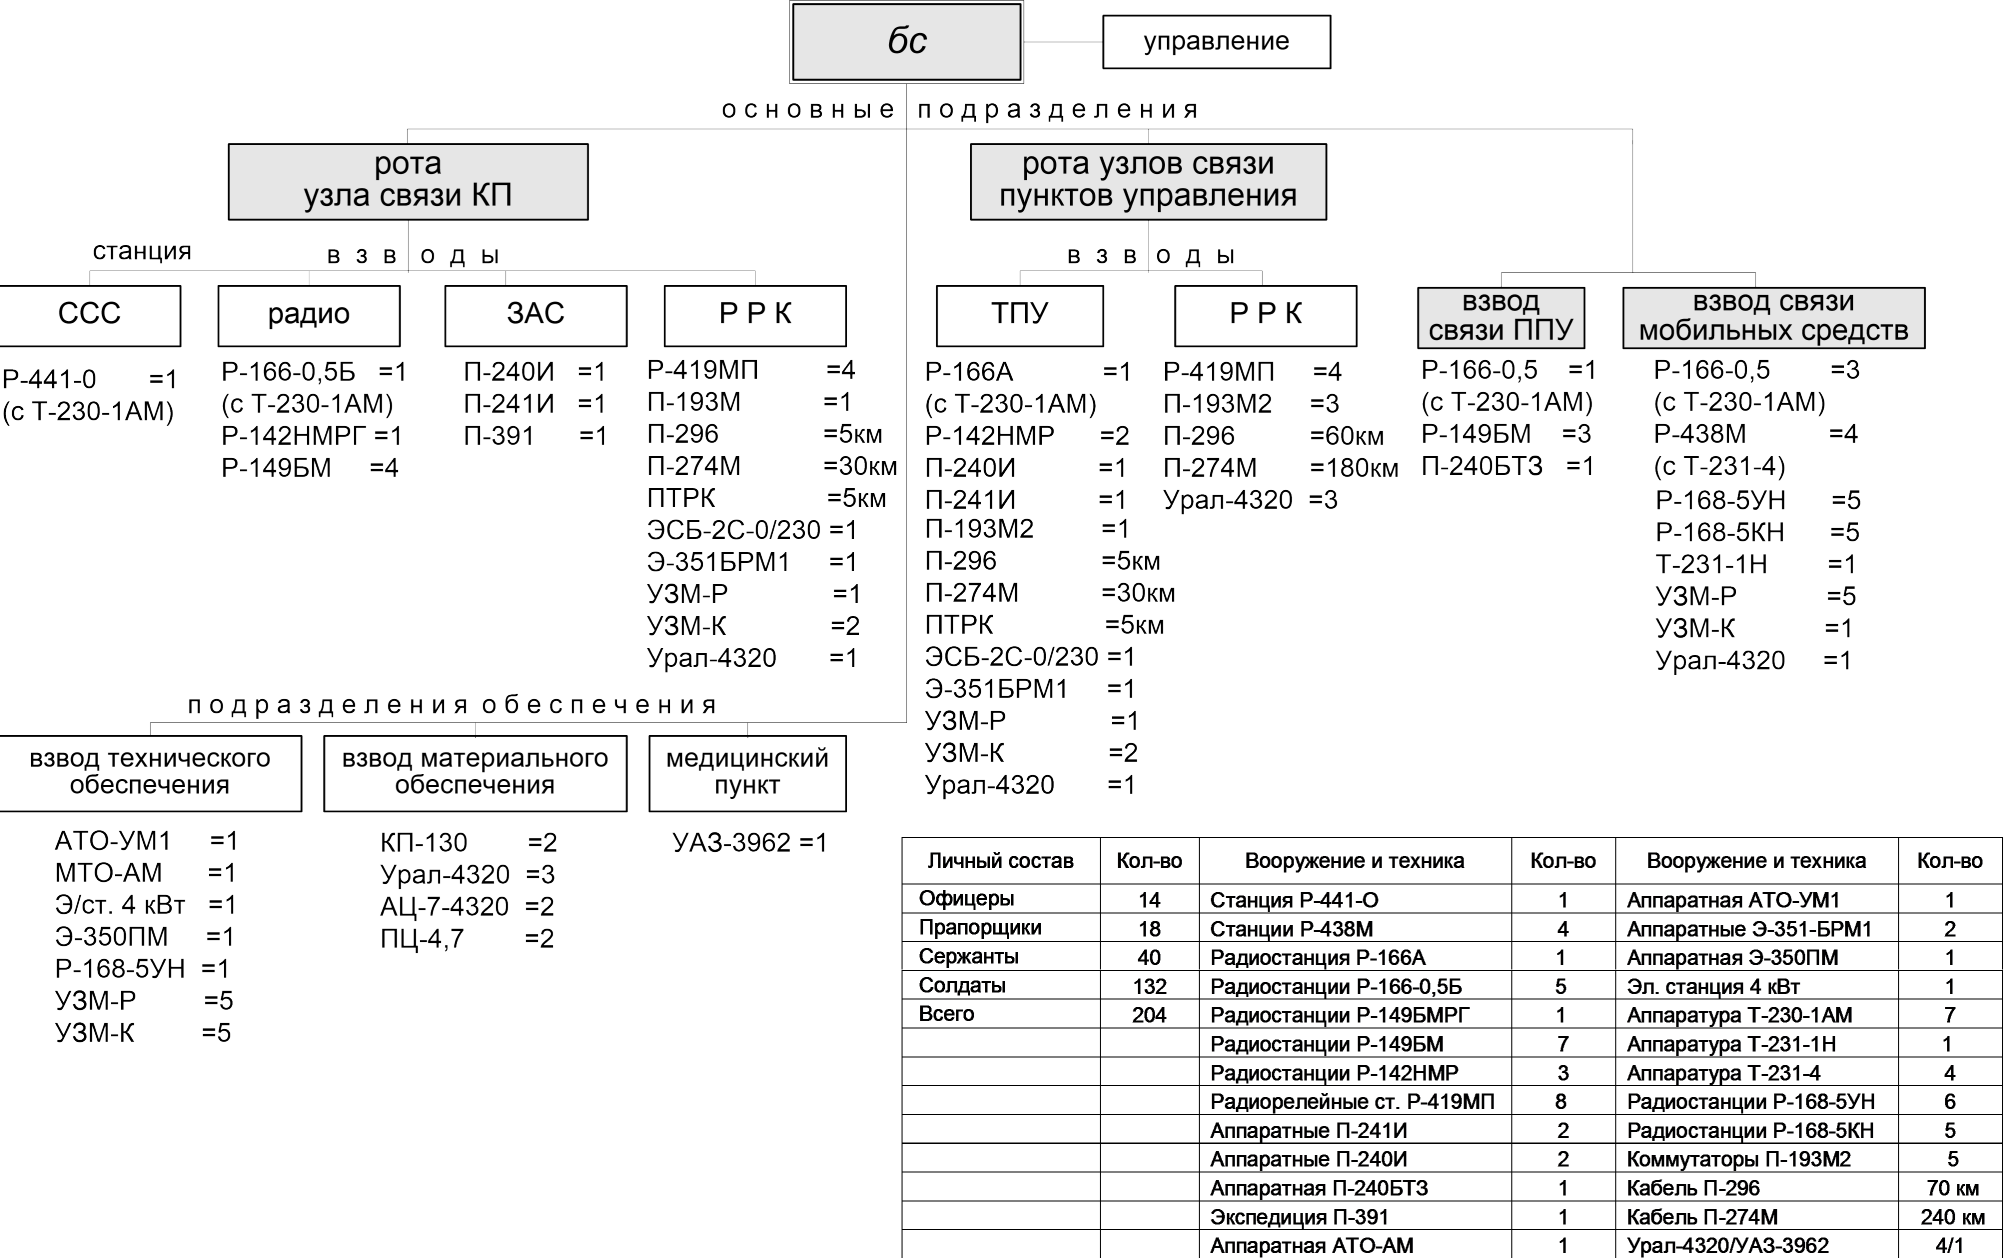 бс
управление
основные подразделения
рота
узла связи КП
рота узлов связи
пунктов управления
станция
взводы
взводы
ССС
радио
ЗАС
РРК
ТПУ
РРК
взвод
связи ППУ
взвод связи
мобильных средств
Р-441-0 =1
(с Т-230-1АМ)
Р-166-0,5Б =1
(с Т-230-1АМ)
Р-142НМРГ =1
Р-149БМ =4
П-240И =1
П-241И =1
П-391 =1
Р-419МП =4
П-193М =1
П-296 =5км
П-274М =30км
ПТРК =5км
ЭСБ-2С-0/230 =1
Э-351БРМ1 =1
УЗМ-Р =1
УЗМ-К =2
Урал-4320 =1
Р-166А =1
(с Т-230-1АМ)
Р-142НМР =2
П-240И =1
П-241И =1
П-193М2 =1
П-296 =5км
П-274М =30км
ПТРК =5км
ЭСБ-2С-0/230 =1
Э-351БРМ1 =1
УЗМ-Р =1
УЗМ-К =2
Урал-4320 =1
Р-419МП =4
П-193М2 =3
П-296 =60км
П-274М =180км
Урал-4320 =3
Р-166-0,5 =1
(с Т-230-1АМ)
Р-149БМ =3
П-240БТЗ =1
Р-166-0,5 =3
(с Т-230-1АМ)
Р-438М =4
(с Т-231-4)
Р-168-5УН =5
Р-168-5КН =5
Т-231-1Н =1
УЗМ-Р =5
УЗМ-К =1
Урал-4320 =1
подразделения обеспечения
взвод технического
обеспечения
взвод материального
обеспечения
медицинский
пункт
АТО-УМ1 =1
МТО-АМ =1
Э/ст. 4 кВт =1
Э-350ПМ =1
Р-168-5УН =1
УЗМ-Р =5
УЗМ-К =5
КП-130 =2
Урал-4320 =3
АЦ-7-4320 =2
ПЦ-4,7 =2
УАЗ-3962 =1
Личный состав Кол-во Вооружение и техника Кол-во Вооружение и техника Кол-во
Офицеры 14 Станция Р-441-О 1 Аппаратная АТО-УМ1 1
Прапорщики 18 Станции Р-438М 4 Аппаратные Э-351-БРМ1 2
Сержанты 40 Радиостанция Р-166А 1 Аппаратная Э-350ПМ 1
Солдаты 132 Радиостанции Р-166-0,5Б 5 Эл. станция 4 кВт 1
Всего 204 Радиостанции Р-149БМРГ 1 Аппаратура Т-230-1АМ 7
Радиостанции Р-149БМ 7 Аппаратура Т-231-1Н 1
Радиостанции Р-142НМР 3 Аппаратура Т-231-4 4
Радиорелейные ст. Р-419МП 8 Радиостанции Р-168-5УН 6
Аппаратные П-241И 2 Радиостанции Р-168-5КН 5
Аппаратные П-240И 2 Коммутаторы П-193М2 5
Аппаратная П-240БТЗ 1 Кабель П-296 70 км
Экспедиция П-391 1 Кабель П-274М 240 км
Аппаратная АТО-АМ 1 Урал-4320/УАЗ-3962 4/1